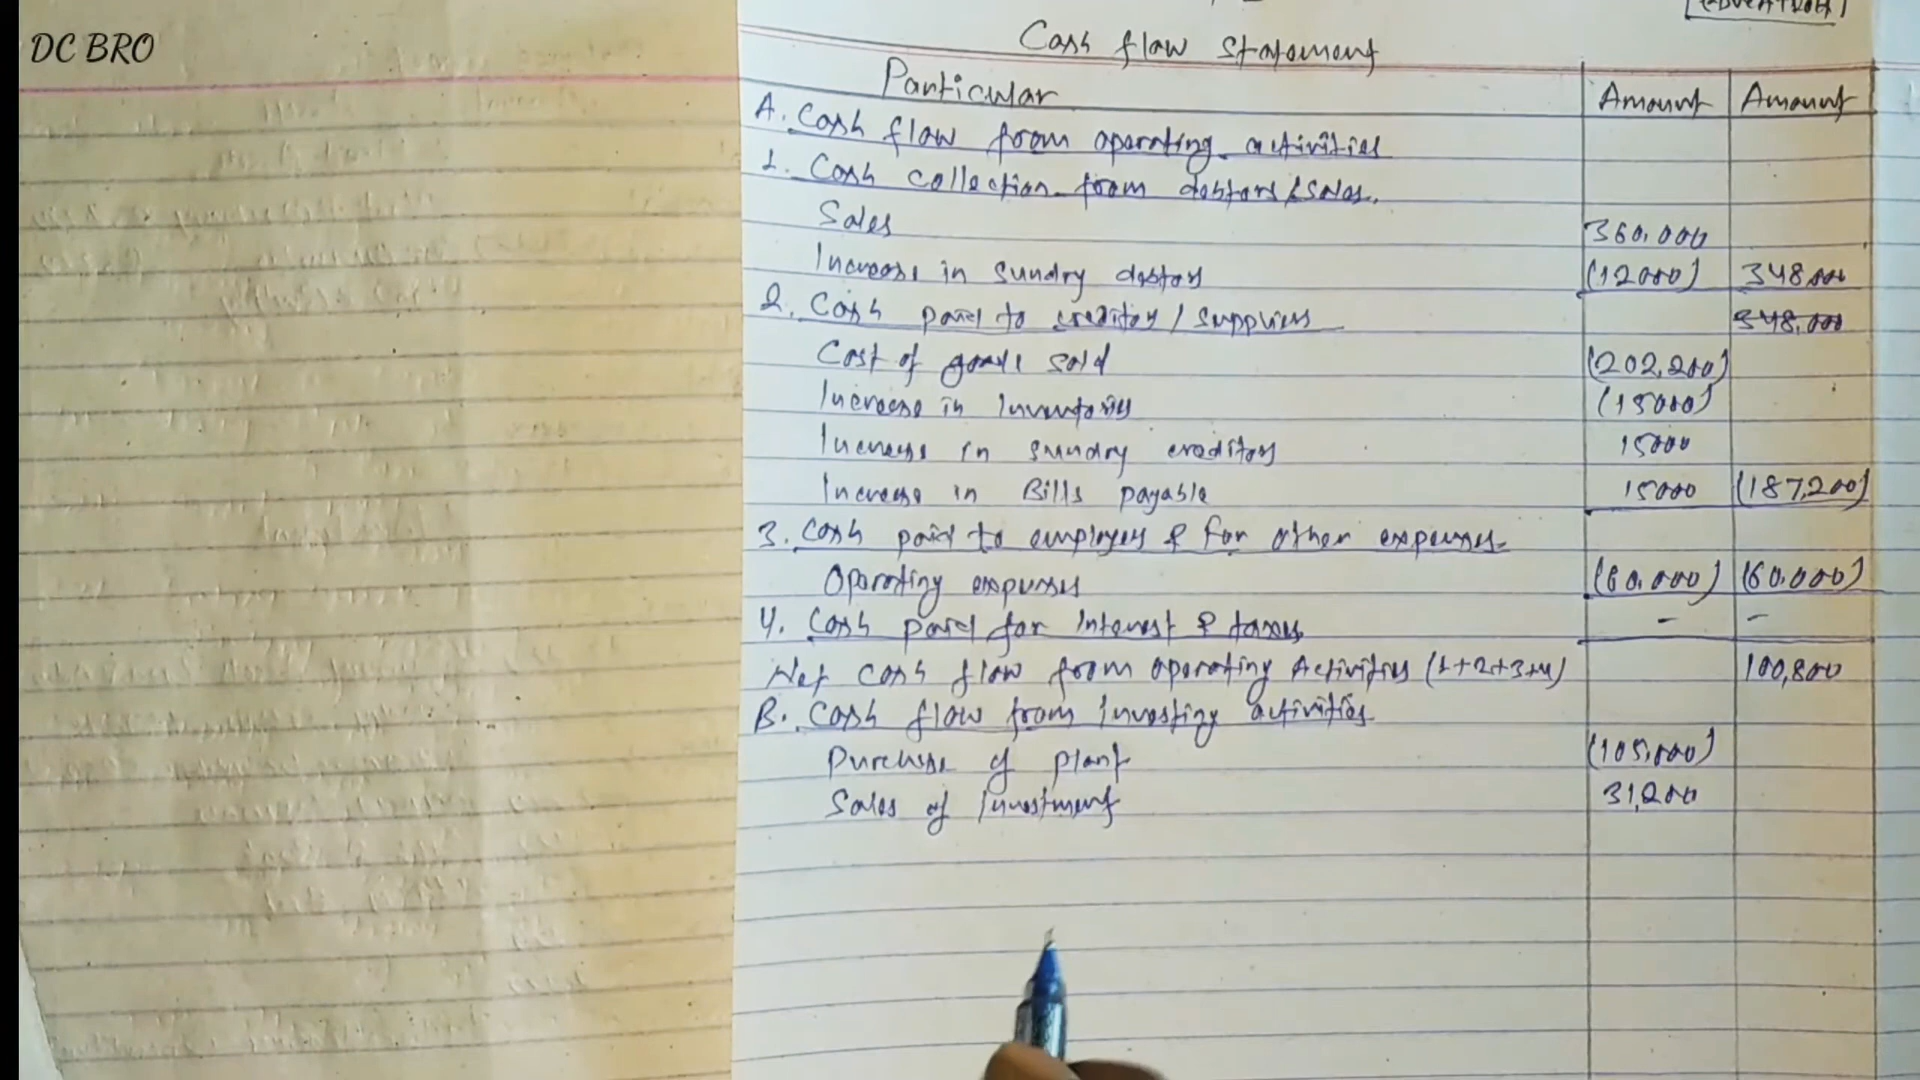 DC BRO
Cash flow statement
Particular Amount Amount
A. Cash flow from operating activities
1. Cash collection from debtors / sales.
Sales 360,000
Increase in sundry debtors (12000) 348,000
2. Cash paid to creditors / suppliers 348,000
Cost of goods sold (202,200)
Increase in Inventories (15000)
Increase in sundry creditors 15000
Increase in Bills payable 15000 (187,200)
3. Cash paid to employees & for other expenses.
Operating expenses (60,000) (60,000)
4. Cash paid for interest & taxes - -
Net cash flow from operating Activities (1+2+3+4) 100,800
B. Cash flow from Investing activities
Purchase of plant (105,000)
Sales of Investment 31,200